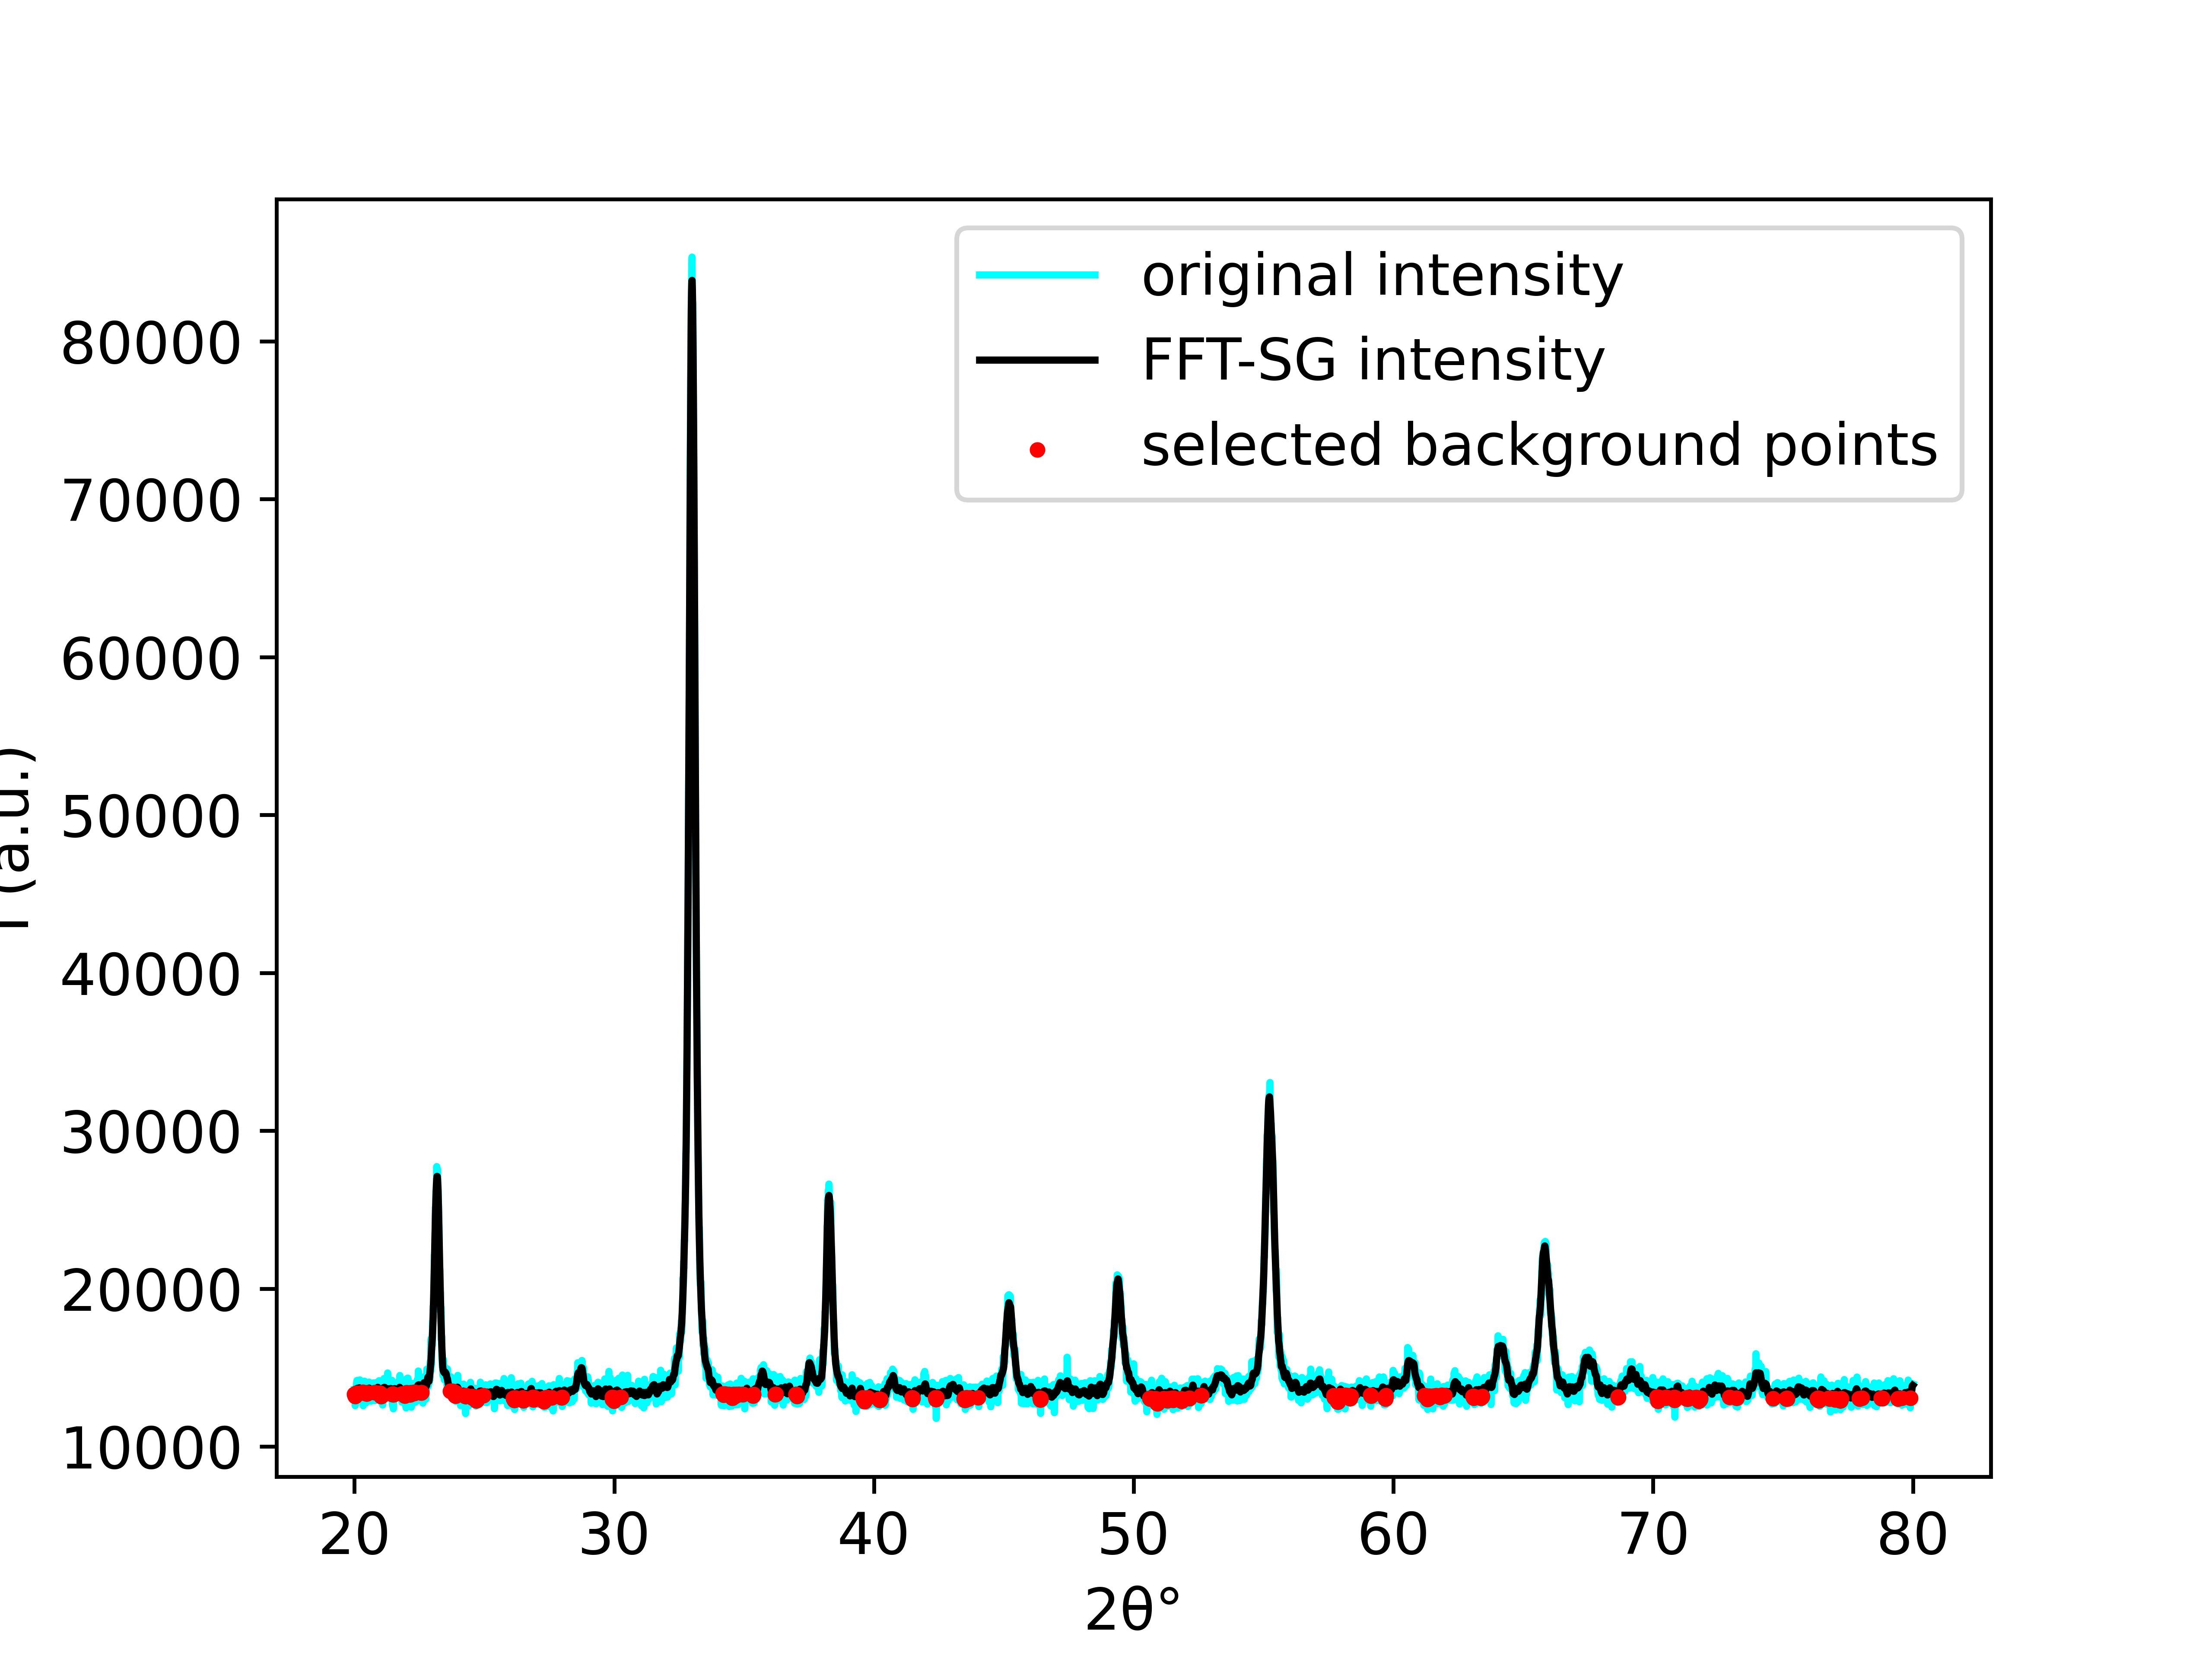 original intensity
FFT-SG intensity
selected background points
80000
70000
60000
50000
40000
30000
20000
10000
(a.u.)
20 30 40 50 60 70 80
2θ°